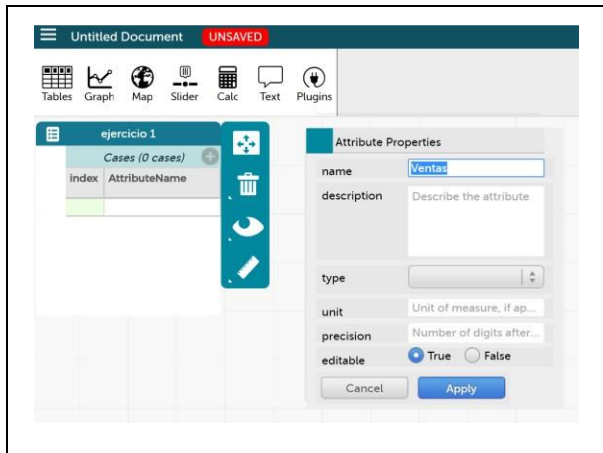 Untitled Document UNSAVED
Tables Graph Map Slider Calc Text Plugins
ejercicio 1
Cases (0 cases)
index AttributeName
Attribute Properties
name Ventas
description Describe the attribute
type
unit Unit of measure, if ap...
precision Number of digits after...
editable True False
Cancel Apply